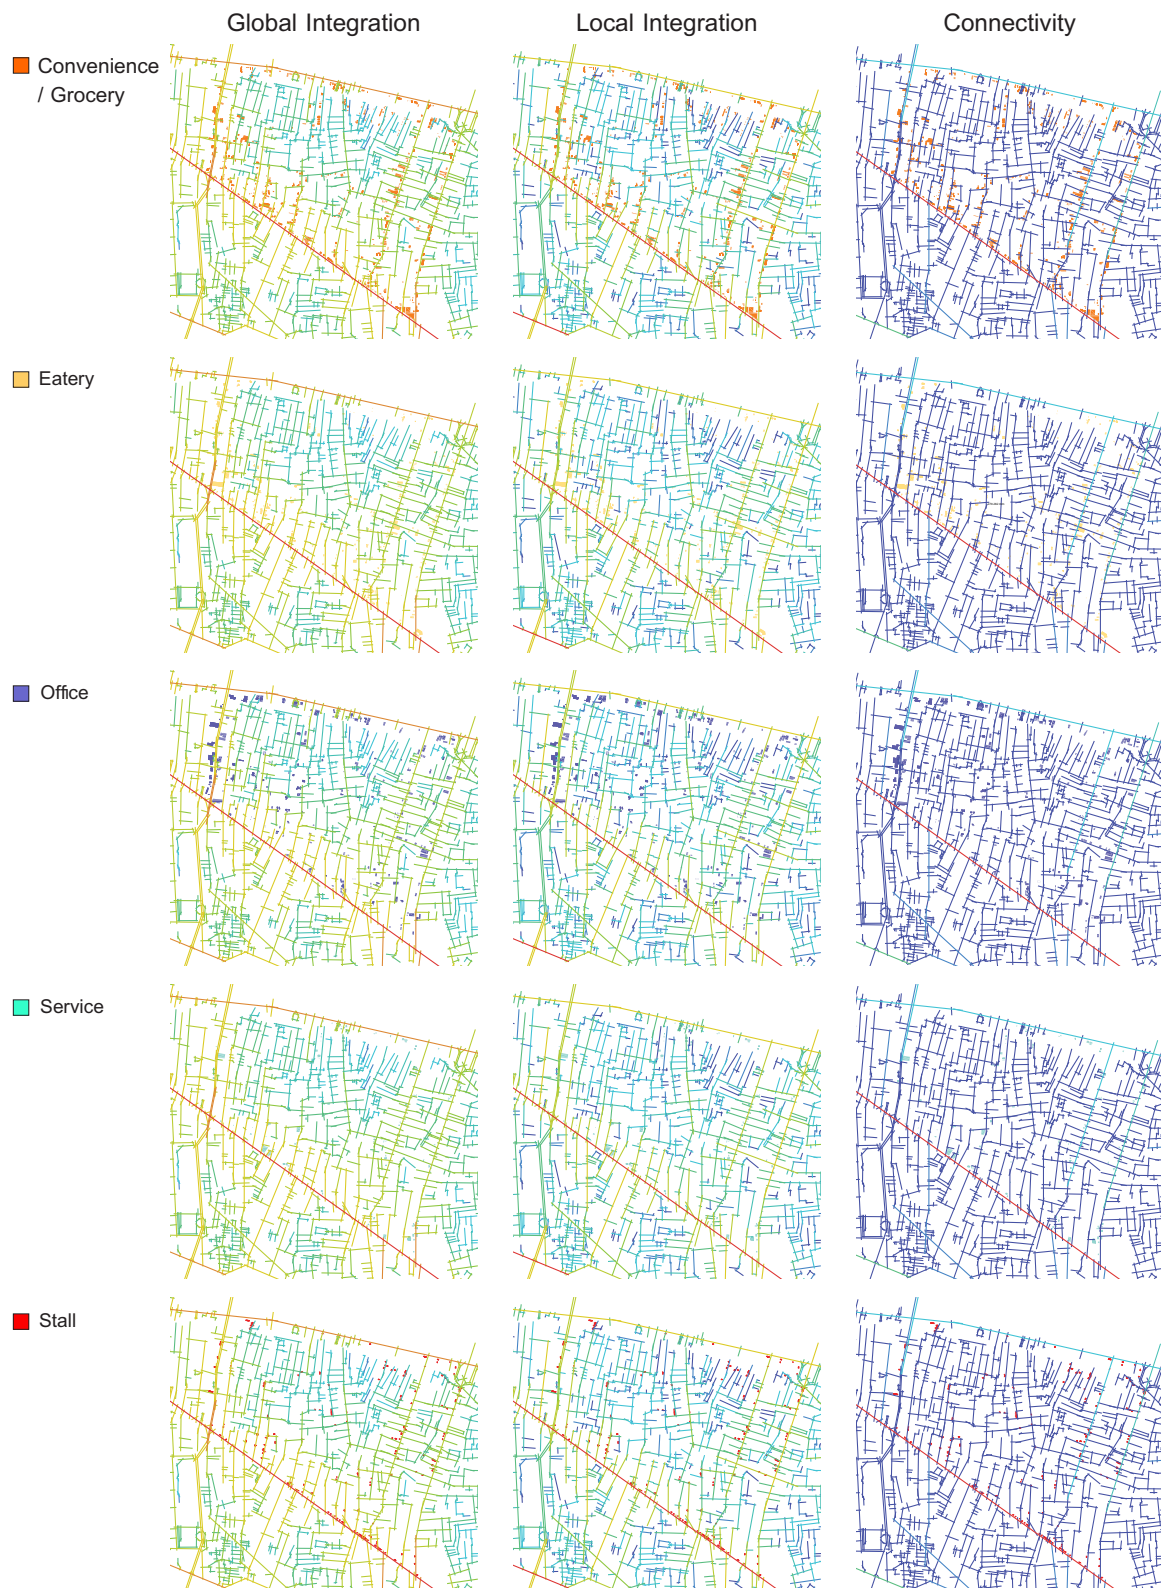 Global Integration
Local Integration
Connectivity
Convenience
/ Grocery
Eatery
Office
Service
Stall